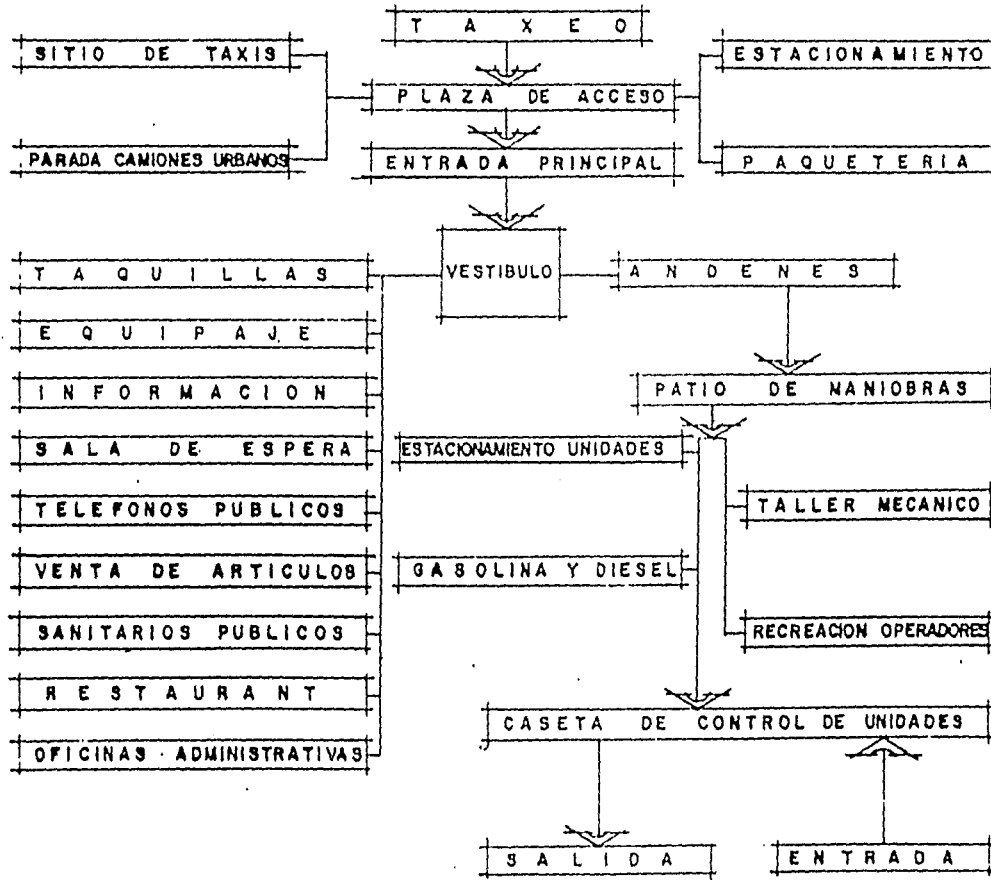 TAXEO
SITIO DE TAXIS
ESTACIONAMIENTO
PLAZA DE ACCESO
PARADA CAMIONES URBANOS
ENTRADA PRINCIPAL
PAQUETERIA
VESTIBULO
TAQUILLAS
ANDENES
EQUIPAJE
INFORMACION
PATIO DE MANIOBRAS
SALA DE ESPERA
ESTACIONAMIENTO UNIDADES
TELEFONOS PUBLICOS
TALLER MECANICO
VENTA DE ARTICULOS
GASOLINA Y DIESEL
SANITARIOS PUBLICOS
RECREACION OPERADORES
RESTAURANT
CASETA DE CONTROL DE UNIDADES
OFICINAS ADMINISTRATIVAS
SALIDA
ENTRADA